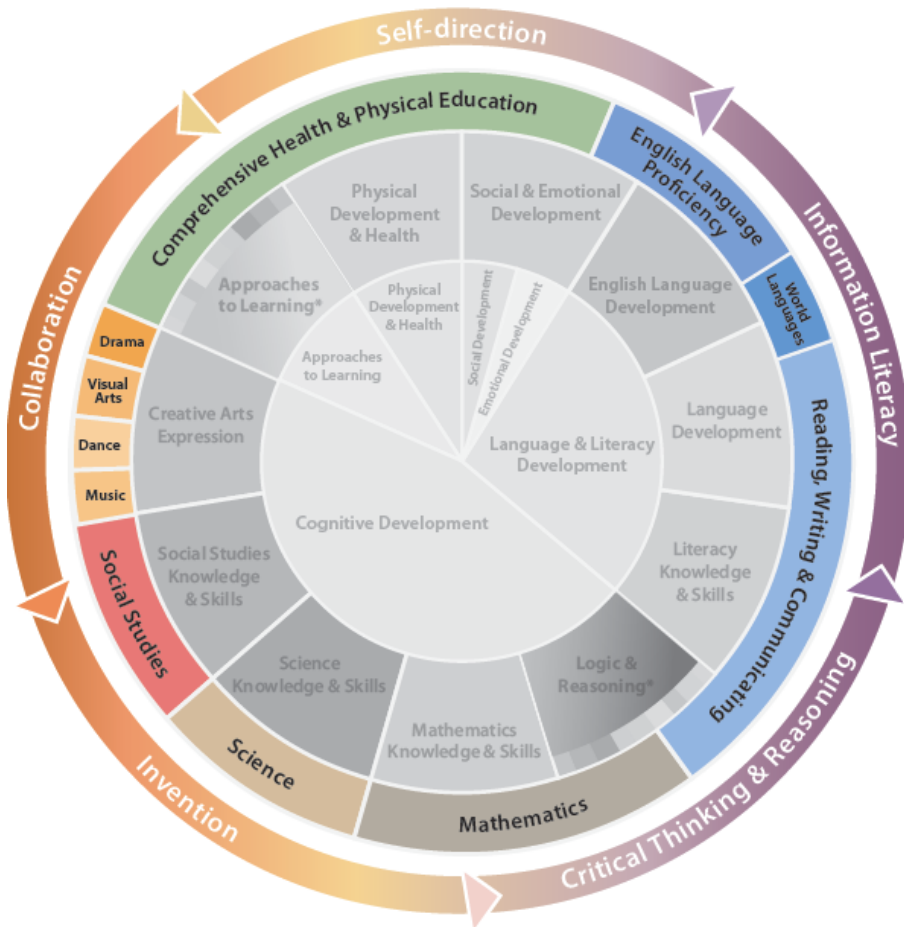 Self-direction
Information Literacy
Critical Thinking & Reasoning
Invention
Collaboration
Comprehensive Health & Physical Education
English Language
Proficiency
World
Languages
Reading, Writing & Communicating
Mathematics
Science
Social Studies
Music
Dance
Visual
Arts
Drama
Physical
Development
& Health
Social & Emotional
Development
English Language
Development
Language
Development
Literacy
Knowledge
& Skills
Logic &
Reasoning*
Mathematics
Knowledge & Skills
Science
Knowledge & Skills
Social Studies
Knowledge
& Skills
Creative Arts
Expression
Approaches
to Learning*
Physical
Development
& Health
Social Development
Emotional Development
Language & Literacy
Development
Cognitive Development
Approaches
to Learning